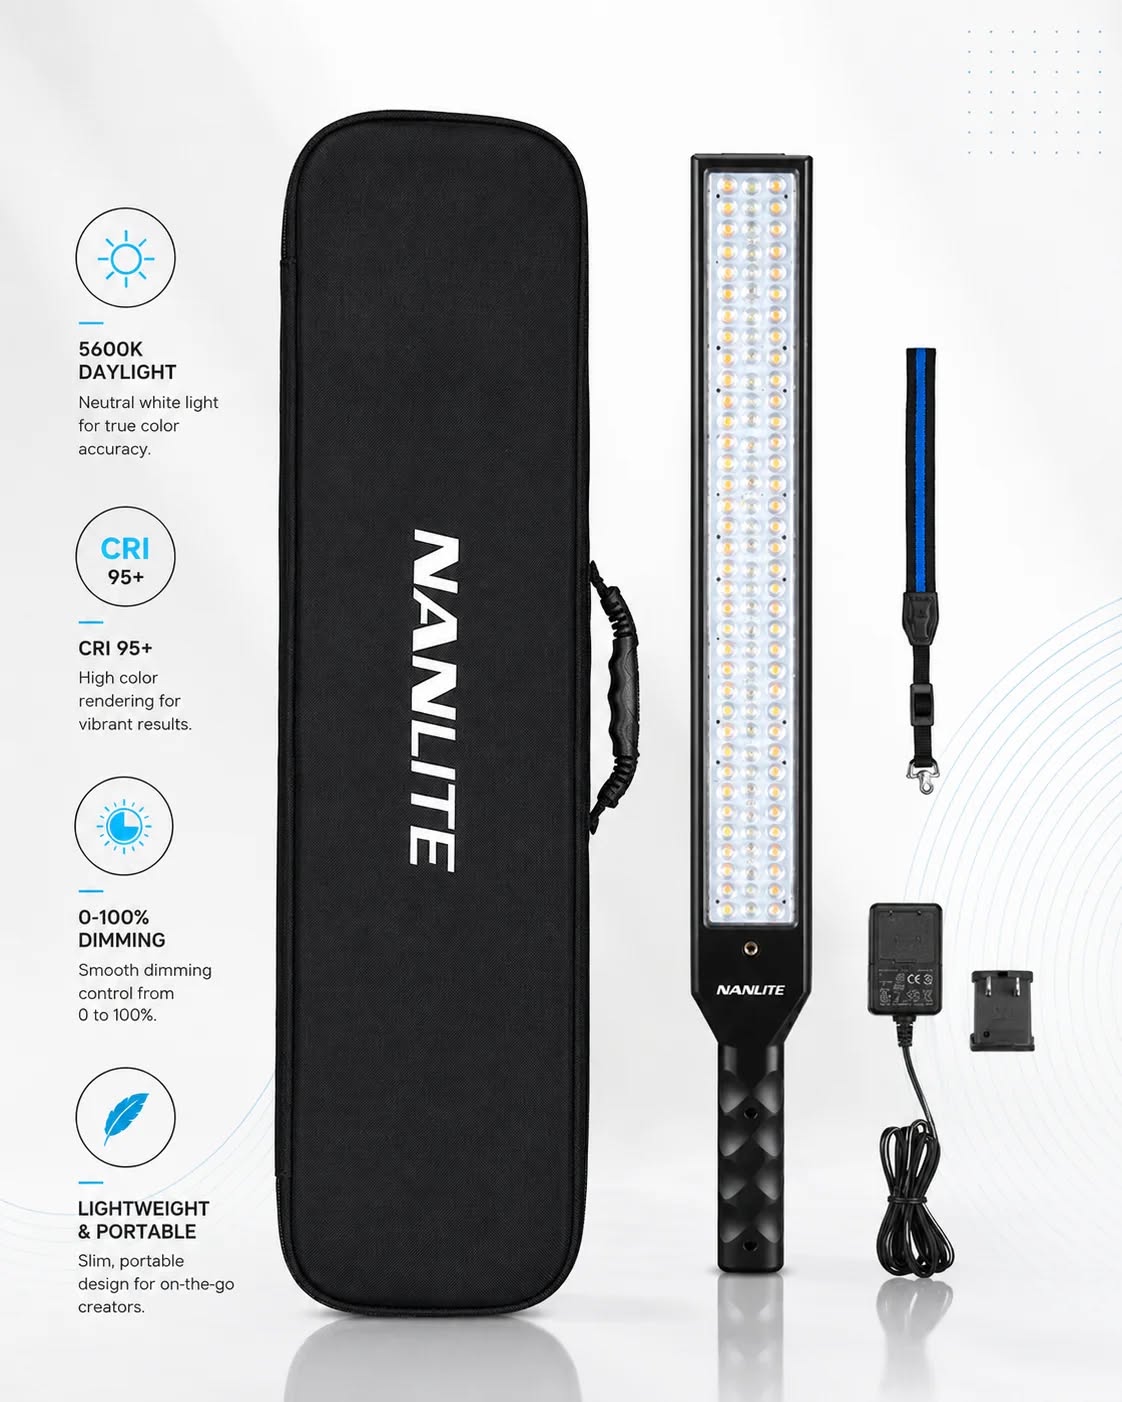 5600K
DAYLIGHT
Neutral white light
for true color
accuracy.
CRI
95+
CRI 95+
High color
rendering for
vibrant results.
0-100%
DIMMING
Smooth dimming
control from
0 to 100%.
LIGHTWEIGHT
& PORTABLE
Slim, portable
design for on-the-go
creators.
NANLITE
NANLITE
CE